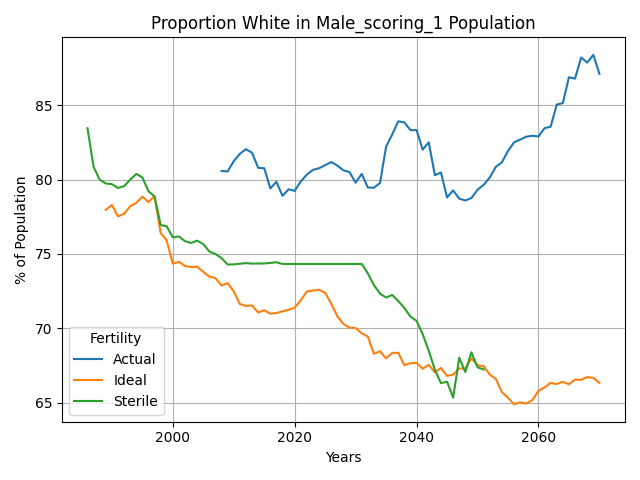 Proportion White in Male_scoring_1 Population
% of Population
85
80
75
70
65
Fertility
Actual
Ideal
Sterile
2000 2020 2040 2060
Years